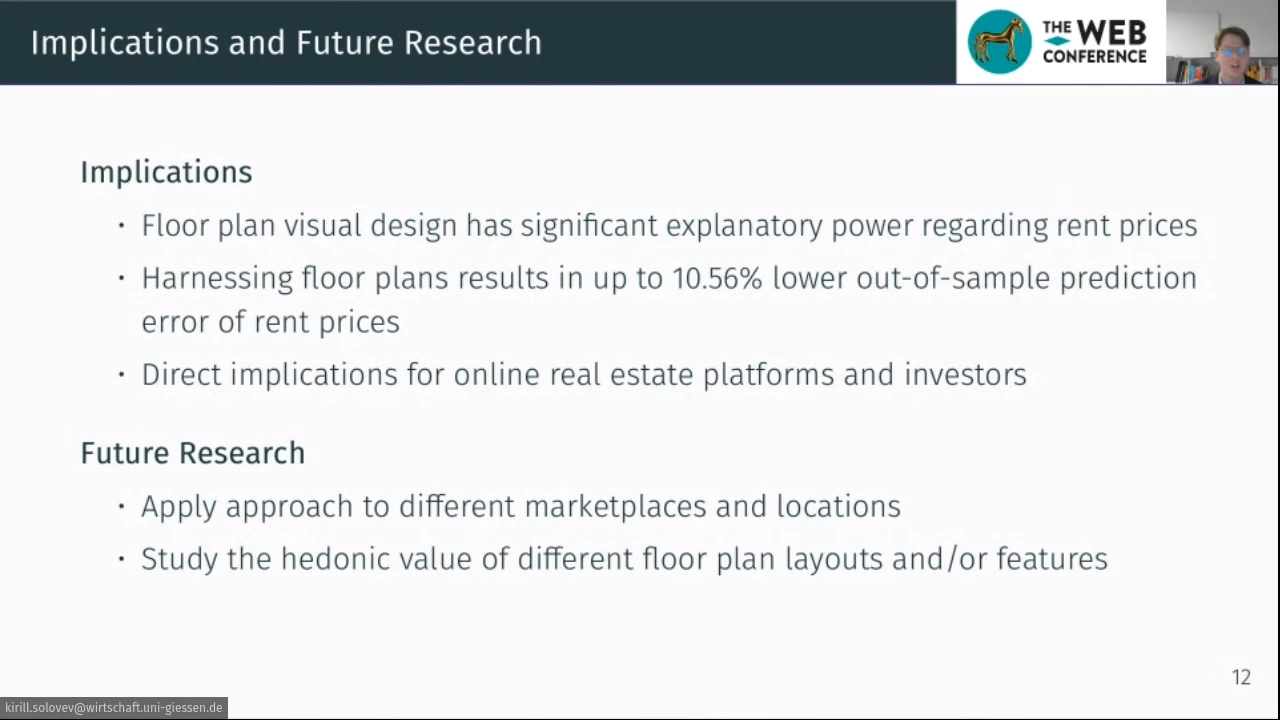 Implications and Future Research
THE WEB
CONFERENCE
Implications
· Floor plan visual design has significant explanatory power regarding rent prices
· Harnessing floor plans results in up to 10.56% lower out-of-sample prediction
error of rent prices
· Direct implications for online real estate platforms and investors
Future Research
· Apply approach to different marketplaces and locations
· Study the hedonic value of different floor plan layouts and/or features
12
kirill.solovev@wirtschaft.uni-giessen.de